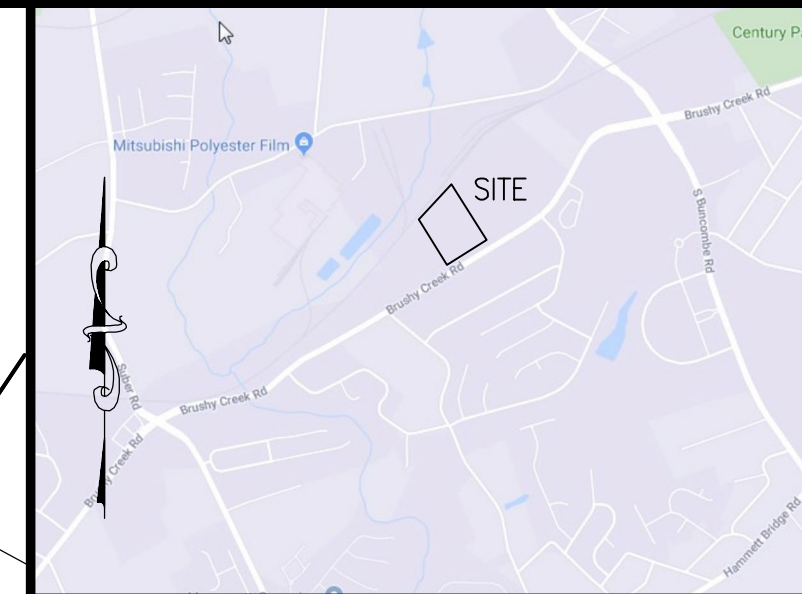 Century P
Brushy Creek Rd
Mitsubishi Polyester Film
SITE
S Buncombe Rd
Brushy Creek Rd
Suber Rd
Brushy Creek Rd
Brushy Creek Rd
Hammett Bridge Rd